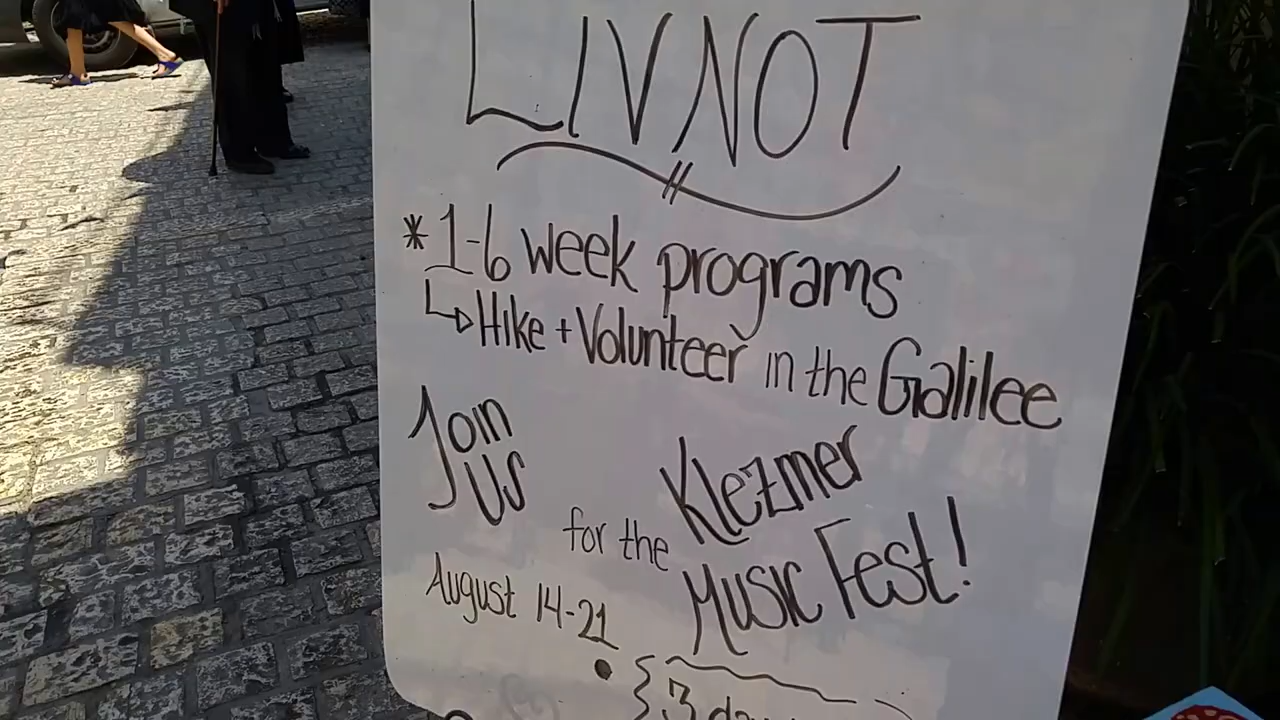 LIVNOT
* 1-6 week programs
↳ Hike + Volunteer in the Galilee
Join
us
for the Klezmer
Music Fest!
August 14-21
3